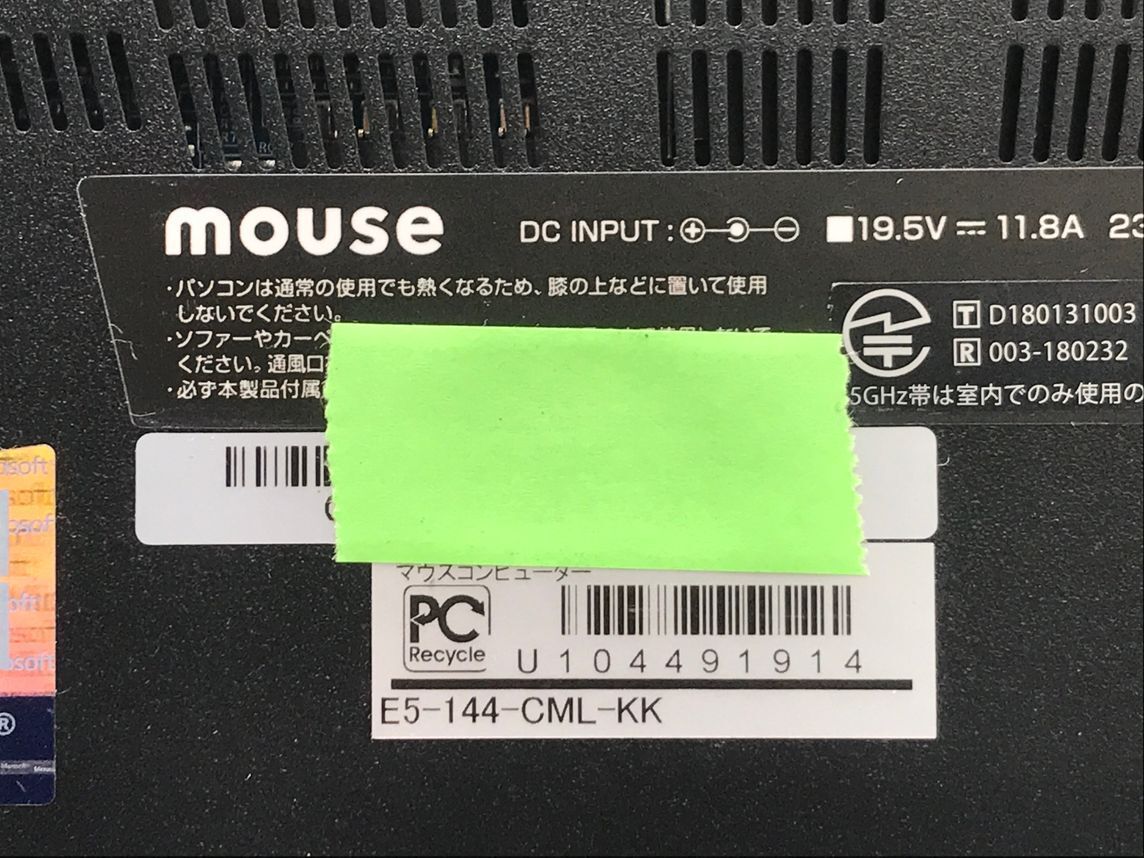 mouse
DC INPUT : 19.5V 11.8A 23
・パソコンは通常の使用でも熱くなるため、膝の上などに置いて使用
しないでください。
・ソファーやカーペ
ください。通風口
・必ず本製品付属
T D180131003
R 003-180232
5GHz帯は室内でのみ使用の
マウスコンピューター
PC
Recycle
U104491914
E5-144-CML-KK
soft
soft
®
Microsoft